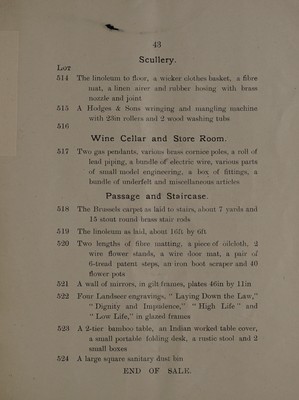 43
Scullery.
LOT
514 The linoleum to floor, a wicker clothes basket, a fibre
mat, a linen airer and rubber hosing with brass
nozzle and joint
515 A Hodges & Sons wringing and mangling machine
with 23in rollers and 2 wood washing tubs
516
Wine Cellar and Store Room.
517 Two gas pendants, various brass cornice poles, a roll of
lead piping, a bundle of electric wire, various parts
of small model engineering, a box of fittings, a
bundle of underfelt and miscellaneous articles
Passage and Staircase.
518 The Brussels carpet as laid to stairs, about 7 yards and
15 stout round brass stair rods
519 The linoleum as laid, about 16ft by 6ft
520 Two lengths of fibre matting, a piece of oilcloth, 2
wire flower stands, a wire door mat, a pair of
6-tread patent steps, an iron boot scraper and 40
flower pots
521 A wall of mirrors, in gilt frames, plates 46in by 11in
522 Four Landseer engravings, "Laying Down the Law,"
"Dignity and Impudence," "High Life" and
"Low Life," in glazed frames
523 A 2-tier bamboo table, an Indian worked table cover,
a small portable folding desk, a rustic stool and 2
small boxes
524 A large square sanitary dust bin
END OF SALE.